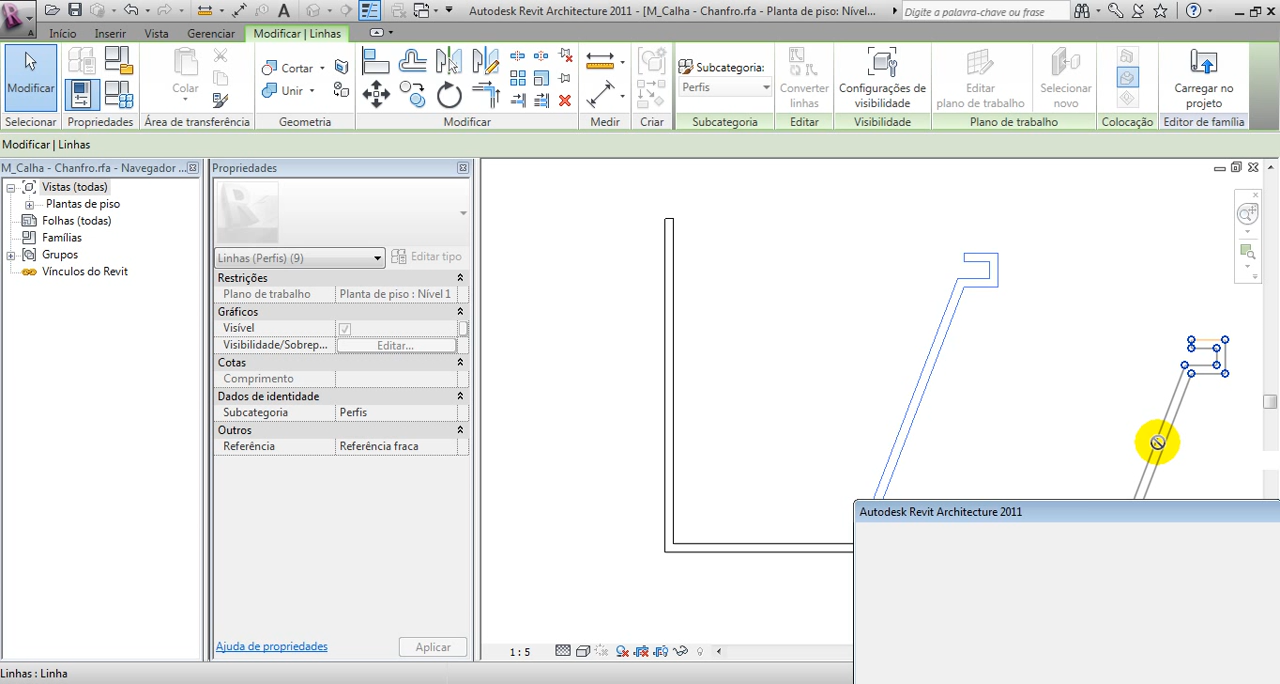 Autodesk Revit Architecture 2011 - [M_Calha - Chanfro.rfa - Planta de piso: Nível...
Digite a palavra-chave ou frase
Início Inserir Vista Gerenciar Modificar | Linhas
Modificar
Colar
Cortar
Unir
Subcategoria:
Perfis
Converter
linhas
Configurações de
visibilidade
Editar
plano de trabalho
Selecionar
novo
Carregar no
projeto
Selecionar Propriedades Área de transferência Geometria Modificar Medir Criar Subcategoria Editar Visibilidade Plano de trabalho Colocação Editor de família
Modificar | Linhas
M_Calha - Chanfro.rfa - Navegador ...
Vistas (todas)
Plantas de piso
Folhas (todas)
Famílias
Grupos
Vínculos do Revit
Propriedades
Linhas (Perfis) (9) Editar tipo
Restrições
Plano de trabalho Planta de piso : Nível 1
Gráficos
Visível
Visibilidade/Sobrep... Editar...
Cotas
Comprimento
Dados de identidade
Subcategoria Perfis
Outros
Referência Referência fraca
Ajuda de propriedades Aplicar
1 : 5
Autodesk Revit Architecture 2011
Linhas : Linha